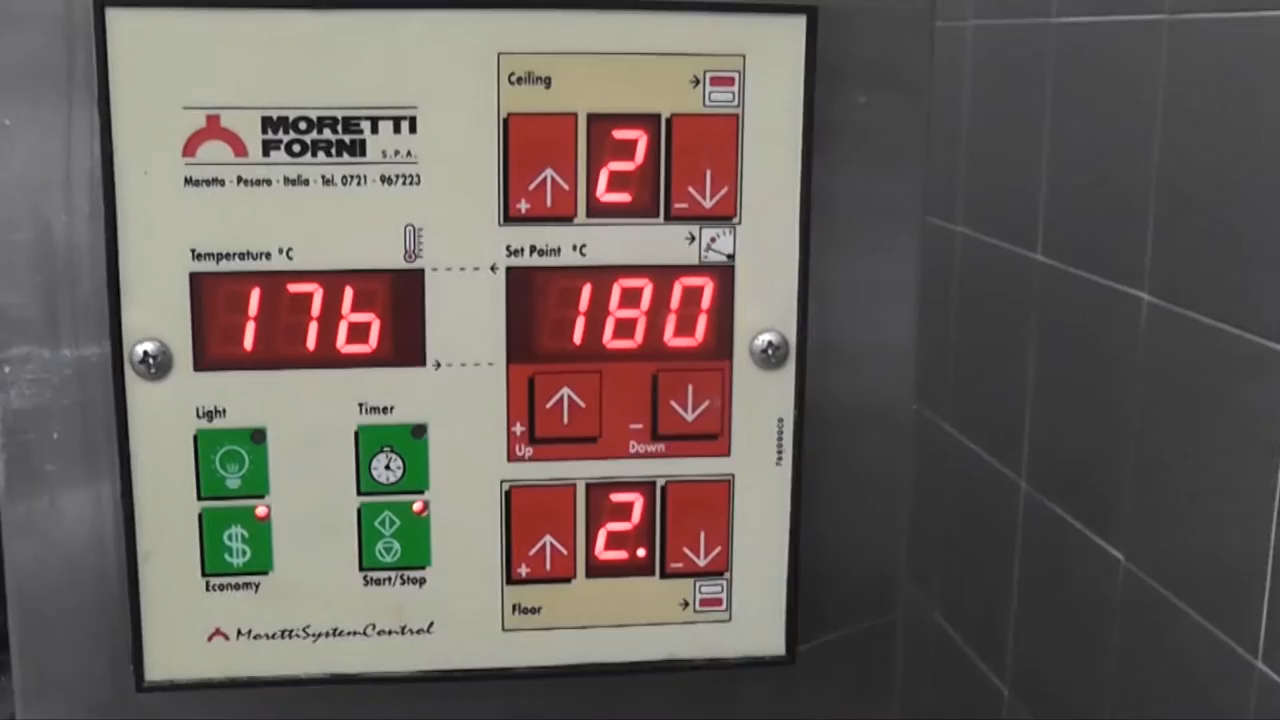 MORETTI
FORNI S.P.A.
Marotta - Pesaro - Italia - Tel. 0721 - 967223
Ceiling
+ 2 −
Temperature °C
176
Set Point °C
180
+ Up − Down
Light
Timer
$
Economy
Start/Stop
+ 2. −
Floor
MorettiSystemControl